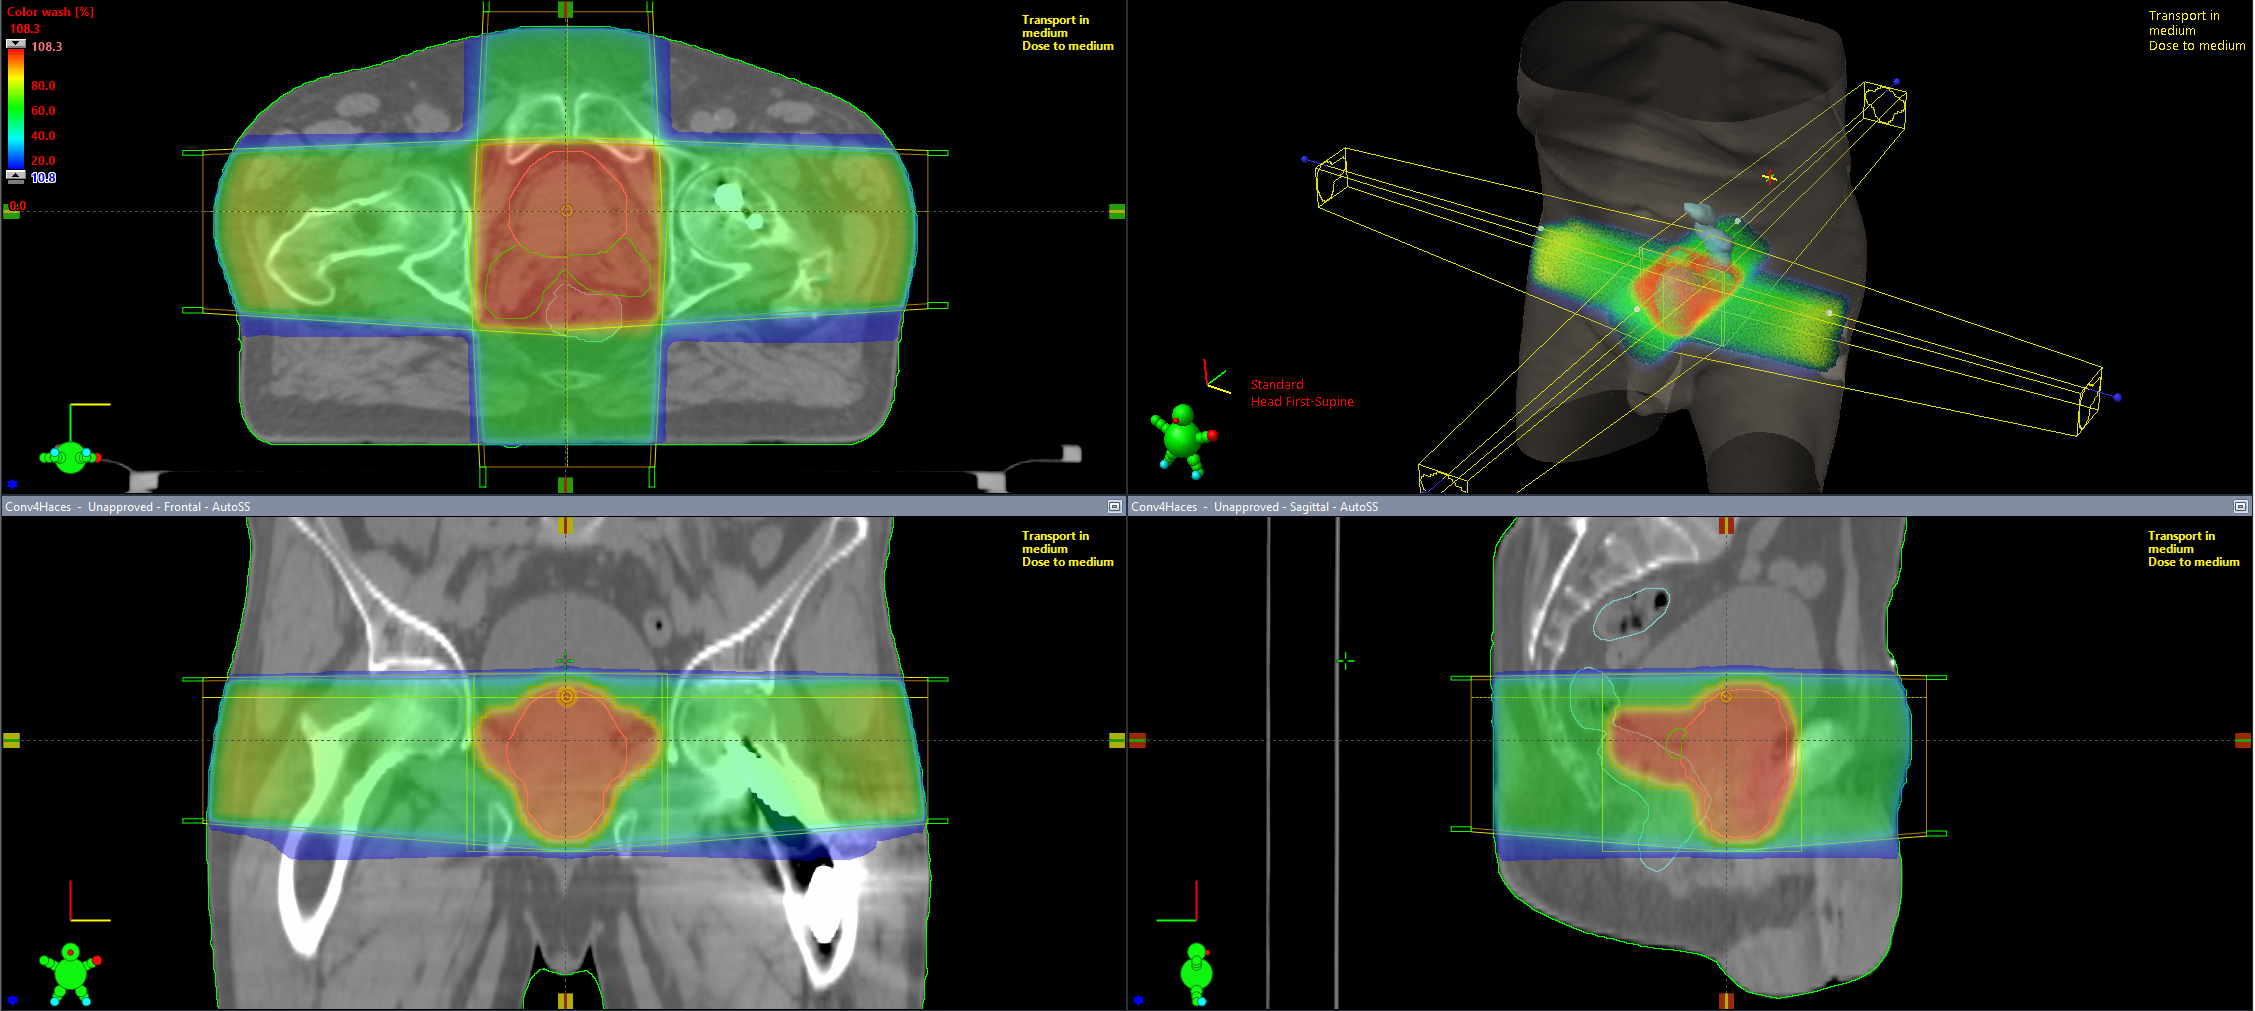 Color wash [%]
108.3
108.3
80.0
60.0
40.0
20.0
10.8
0.0
Transport in
medium
Dose to medium
Transport in
medium
Dose to medium
Standard
Head First-Supine
Conv4Haces - Unapproved - Frontal - AutoSS
Transport in
medium
Dose to medium
Conv4Haces - Unapproved - Sagittal - AutoSS
Transport in
medium
Dose to medium